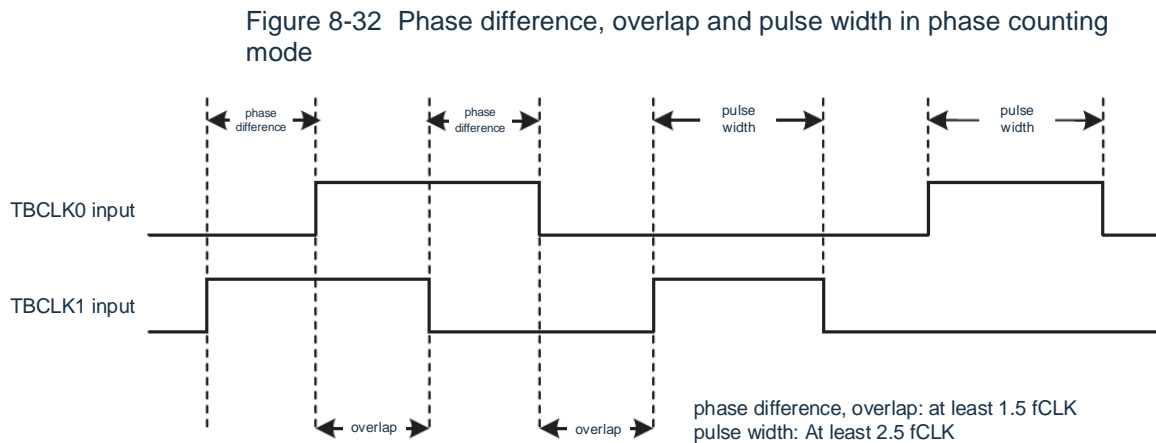 Figure 8-32 Phase difference, overlap and pulse width in phase counting
mode
phase
difference
phase
difference
pulse
width
pulse
width
TBCLK0 input
TBCLK1 input
overlap
overlap
phase difference, overlap: at least 1.5 fCLK
pulse width: At least 2.5 fCLK